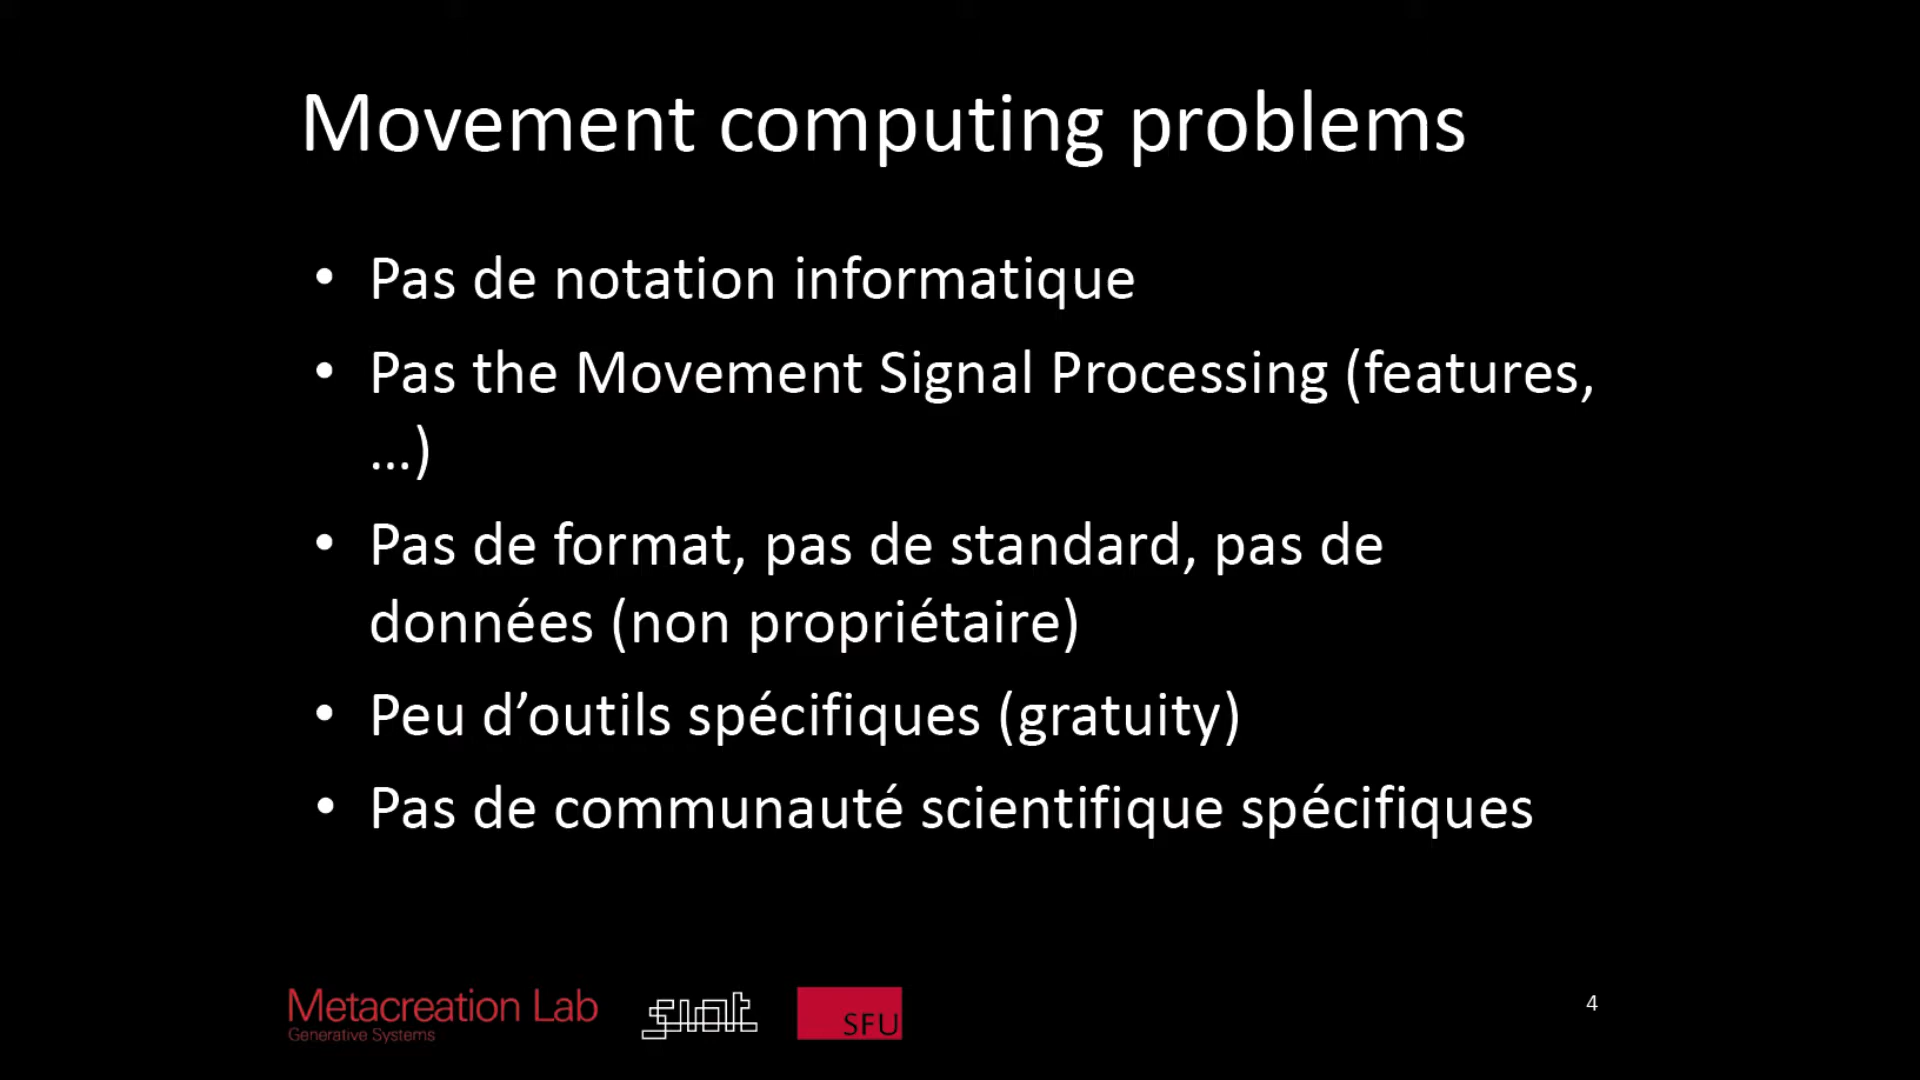 Movement computing problems
• Pas de notation informatique
• Pas the Movement Signal Processing (features,
…)
• Pas de format, pas de standard, pas de
données (non propriétaire)
• Peu d’outils spécifiques (gratuity)
• Pas de communauté scientifique spécifiques
Metacreation Lab
Generative Systems
siat
SFU
4